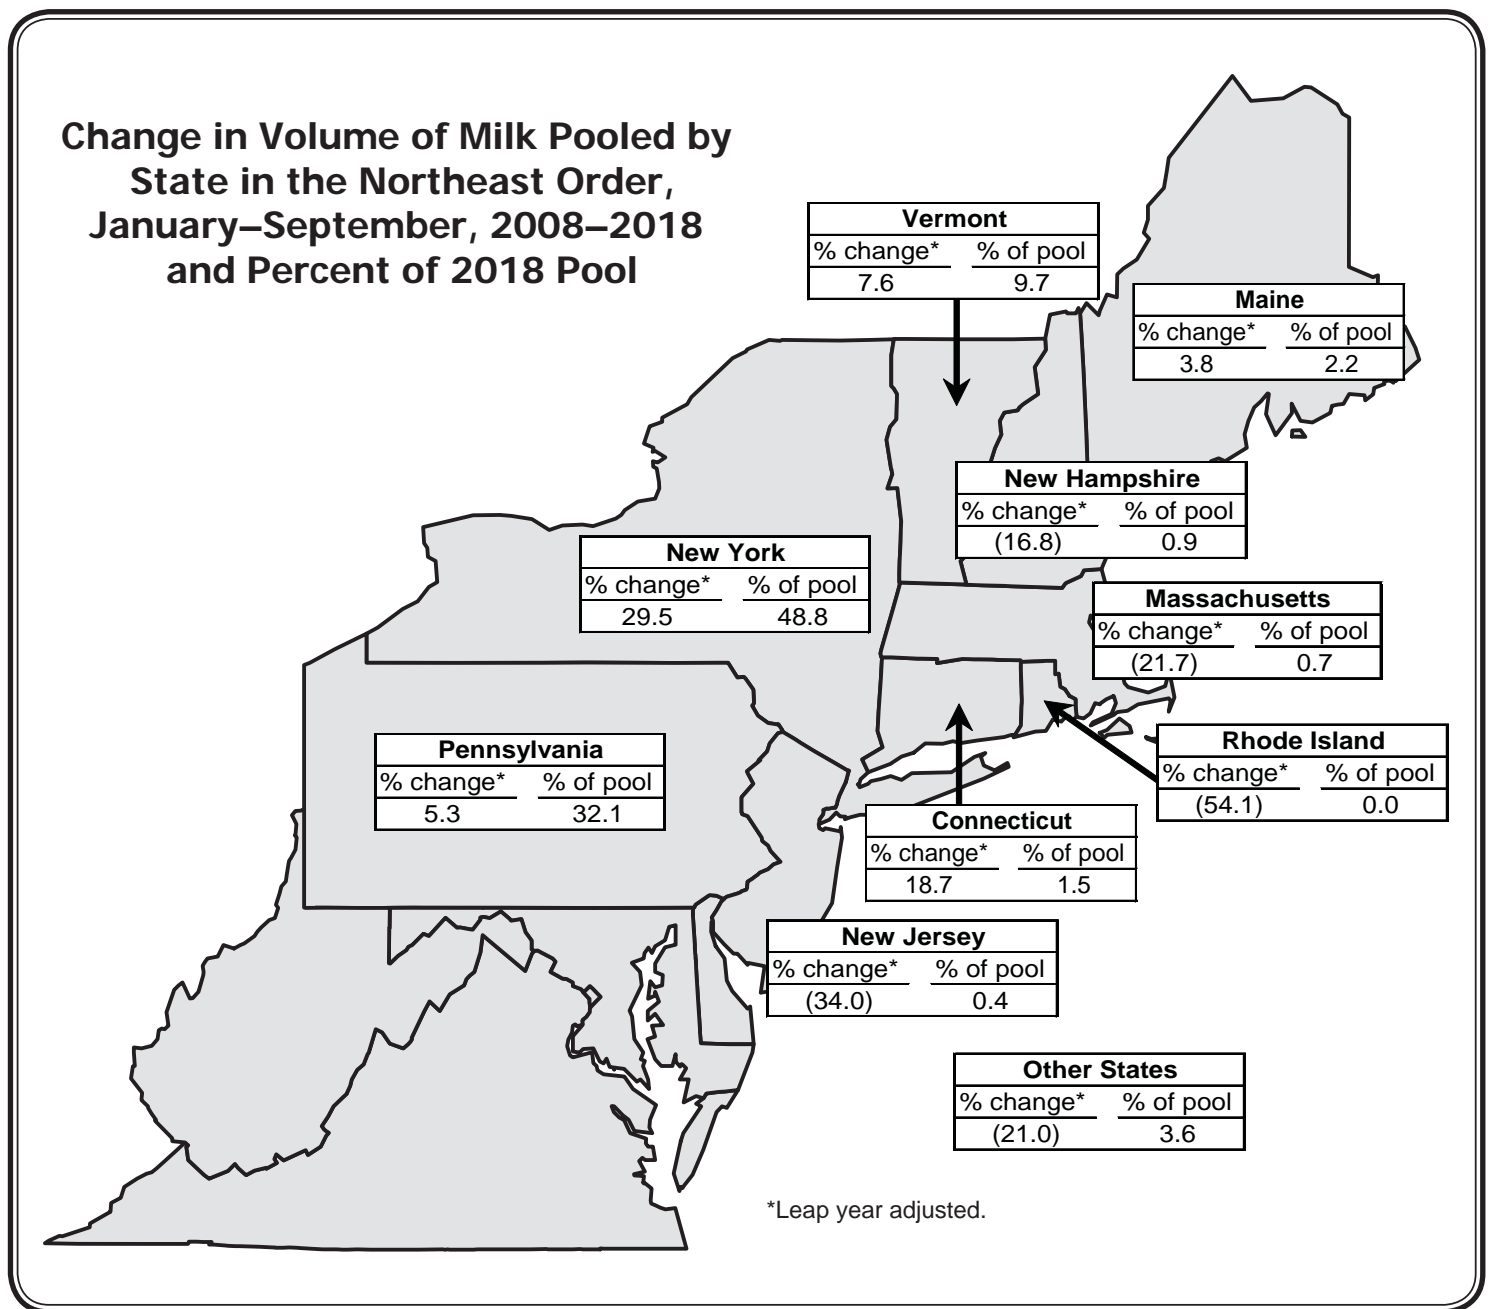 Change in Volume of Milk Pooled by
State in the Northeast Order,
January–September, 2008–2018
and Percent of 2018 Pool
Vermont
% change* % of pool
7.6 9.7
Maine
% change* % of pool
3.8 2.2
New Hampshire
% change* % of pool
(16.8) 0.9
New York
% change* % of pool
29.5 48.8
Massachusetts
% change* % of pool
(21.7) 0.7
Rhode Island
% change* % of pool
(54.1) 0.0
Pennsylvania
% change* % of pool
5.3 32.1
Connecticut
% change* % of pool
18.7 1.5
New Jersey
% change* % of pool
(34.0) 0.4
Other States
% change* % of pool
(21.0) 3.6
*Leap year adjusted.